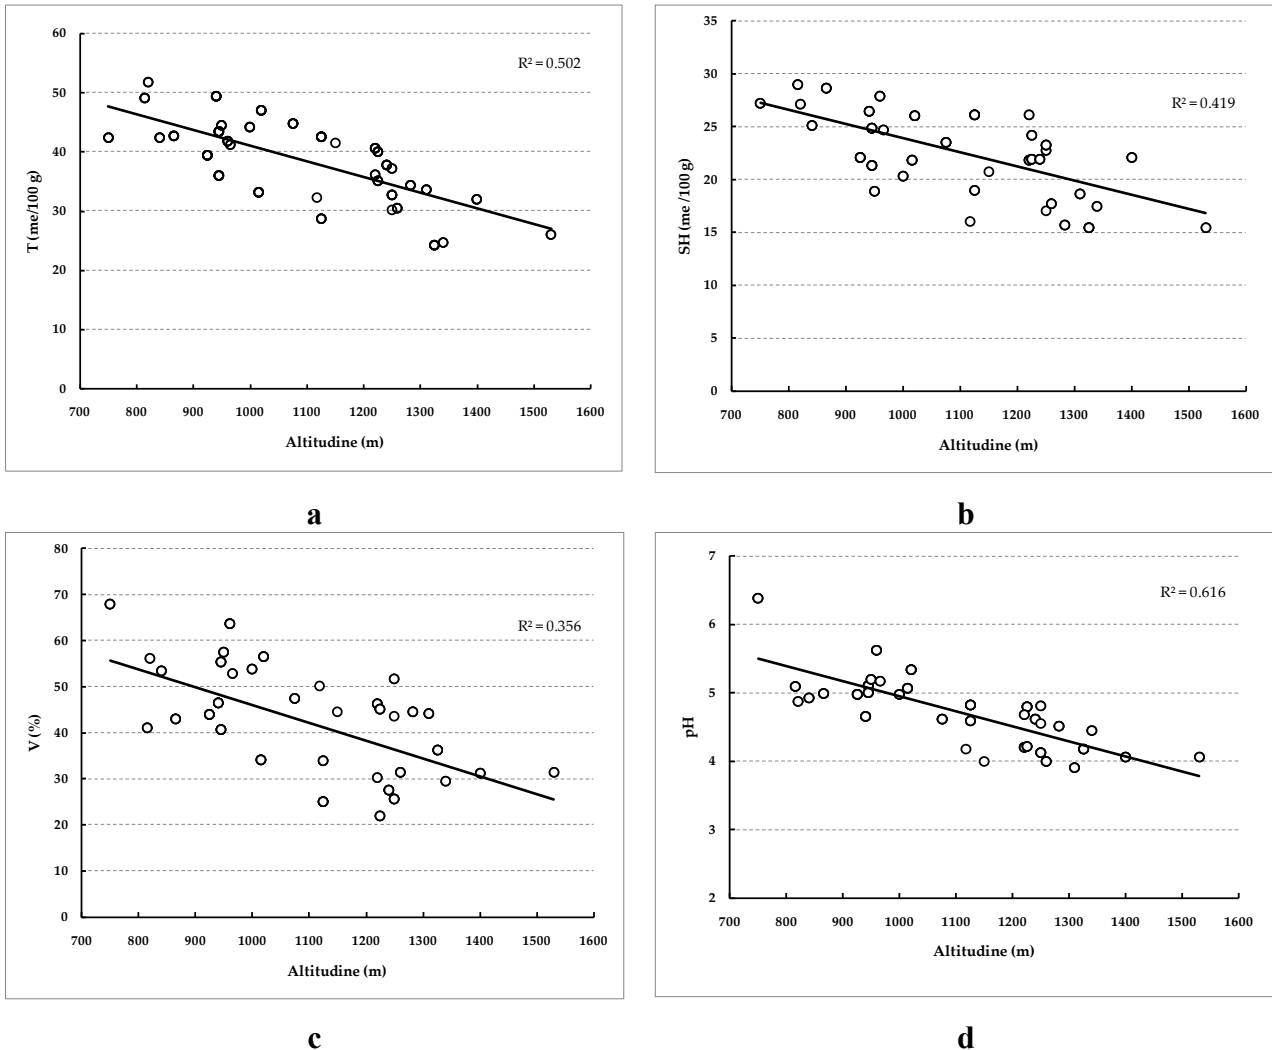 60
50
40
30
20
10
0
T (me/100 g)
R² = 0.502
700 800 900 1000 1100 1200 1300 1400 1500 1600
Altitudine (m)
a
35
30
25
20
15
10
5
0
SH (me /100 g)
R² = 0.419
700 800 900 1000 1100 1200 1300 1400 1500 1600
Altitudine (m)
b
80
70
60
50
40
30
20
10
0
V (%)
R² = 0.356
700 800 900 1000 1100 1200 1300 1400 1500 1600
Altitudine (m)
c
7
6
5
4
3
2
pH
R² = 0.616
700 800 900 1000 1100 1200 1300 1400 1500 1600
Altitudine (m)
d